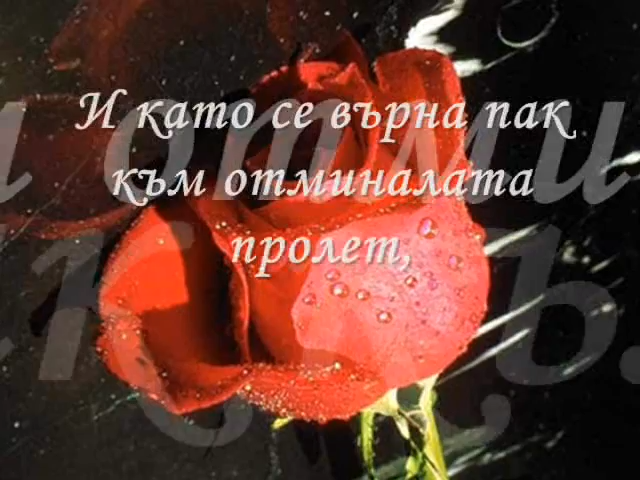 И като се върна пак
към отминалата
пролет,